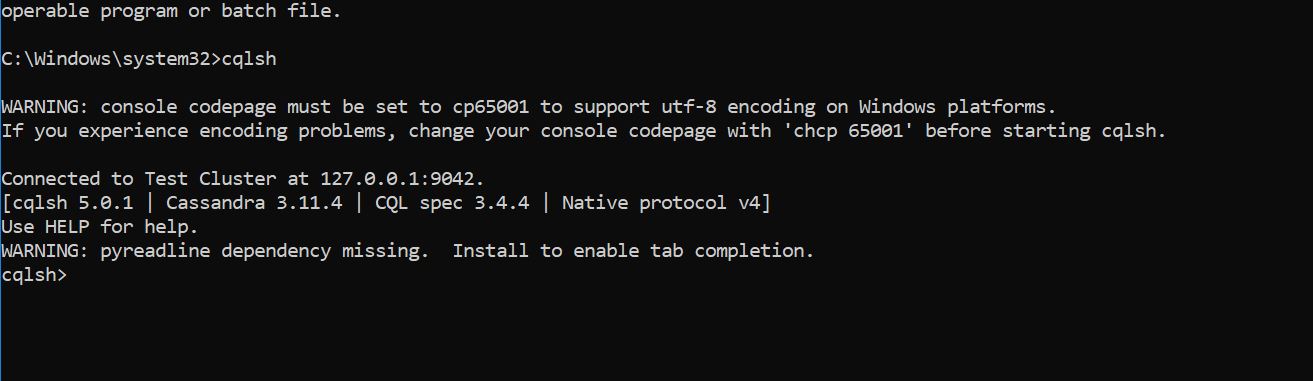 operable program or batch file.
C:\Windows\system32>cqlsh
WARNING: console codepage must be set to cp65001 to support utf-8 encoding on Windows platforms.
If you experience encoding problems, change your console codepage with 'chcp 65001' before starting cqlsh.
Connected to Test Cluster at 127.0.0.1:9042.
[cqlsh 5.0.1 | Cassandra 3.11.4 | CQL spec 3.4.4 | Native protocol v4]
Use HELP for help.
WARNING: pyreadline dependency missing.  Install to enable tab completion.
cqlsh>